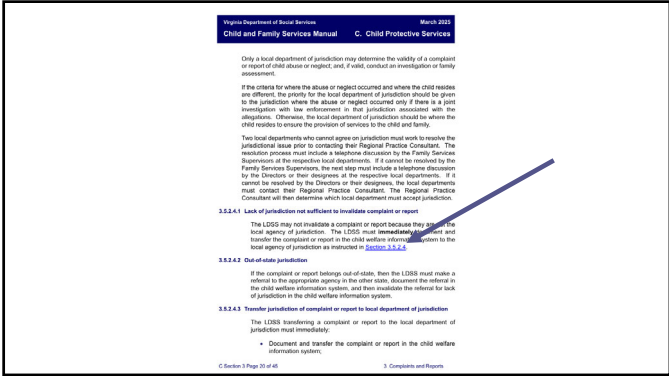 Virginia Department of Social Services March 2025
Child and Family Services Manual C. Child Protective Services
Only a local department of jurisdiction may determine the validity of a complaint
or report of child abuse or neglect; and, if valid, conduct an investigation or family
assessment.
If the criteria for where the abuse or neglect occurred and where the child resides
are different, the priority for the local department of jurisdiction should be given
to the jurisdiction where the abuse or neglect occurred only if there is a joint
investigation with law enforcement in that jurisdiction associated with the
allegations. Otherwise, the local department of jurisdiction should be where the
child resides to ensure the provision of services to the child and family.
Two local departments who cannot agree on jurisdiction must work to resolve the
jurisdictional issue prior to contacting their Regional Practice Consultant. The
resolution process must include a telephone discussion by the Family Services
Supervisors at the respective local departments. If it cannot be resolved by the
Family Services Supervisors, the next step must include a telephone discussion
by the Directors or their designees at the respective local departments. If it
cannot be resolved by the Directors or their designees, the local departments
must contact their Regional Practice Consultant. The Regional Practice
Consultant will then determine which local department must accept jurisdiction.
3.5.2.4.1 Lack of jurisdiction not sufficient to invalidate complaint or report
The LDSS may not invalidate a complaint or report because they are not the
local agency of jurisdiction. The LDSS must immediately and
transfer the complaint or report in the child welfare information system to the
local agency of jurisdiction as instructed in Section 3.5.2.4.
3.5.2.4.2 Out-of-state jurisdiction
If the complaint or report belongs out-of-state, then the LDSS must make a
referral to the appropriate agency in the other state, document the referral in
the child welfare information system, and then invalidate the referral for lack
of jurisdiction in the child welfare information system.
3.5.2.4.3 Transfer jurisdiction of complaint or report to local department of jurisdiction
The LDSS transferring a complaint or report to the local department of
jurisdiction must immediately:
• Document and transfer the complaint or report in the child welfare
information system;
C.Section 3 Page 20 of 48 3. Complaints and Reports